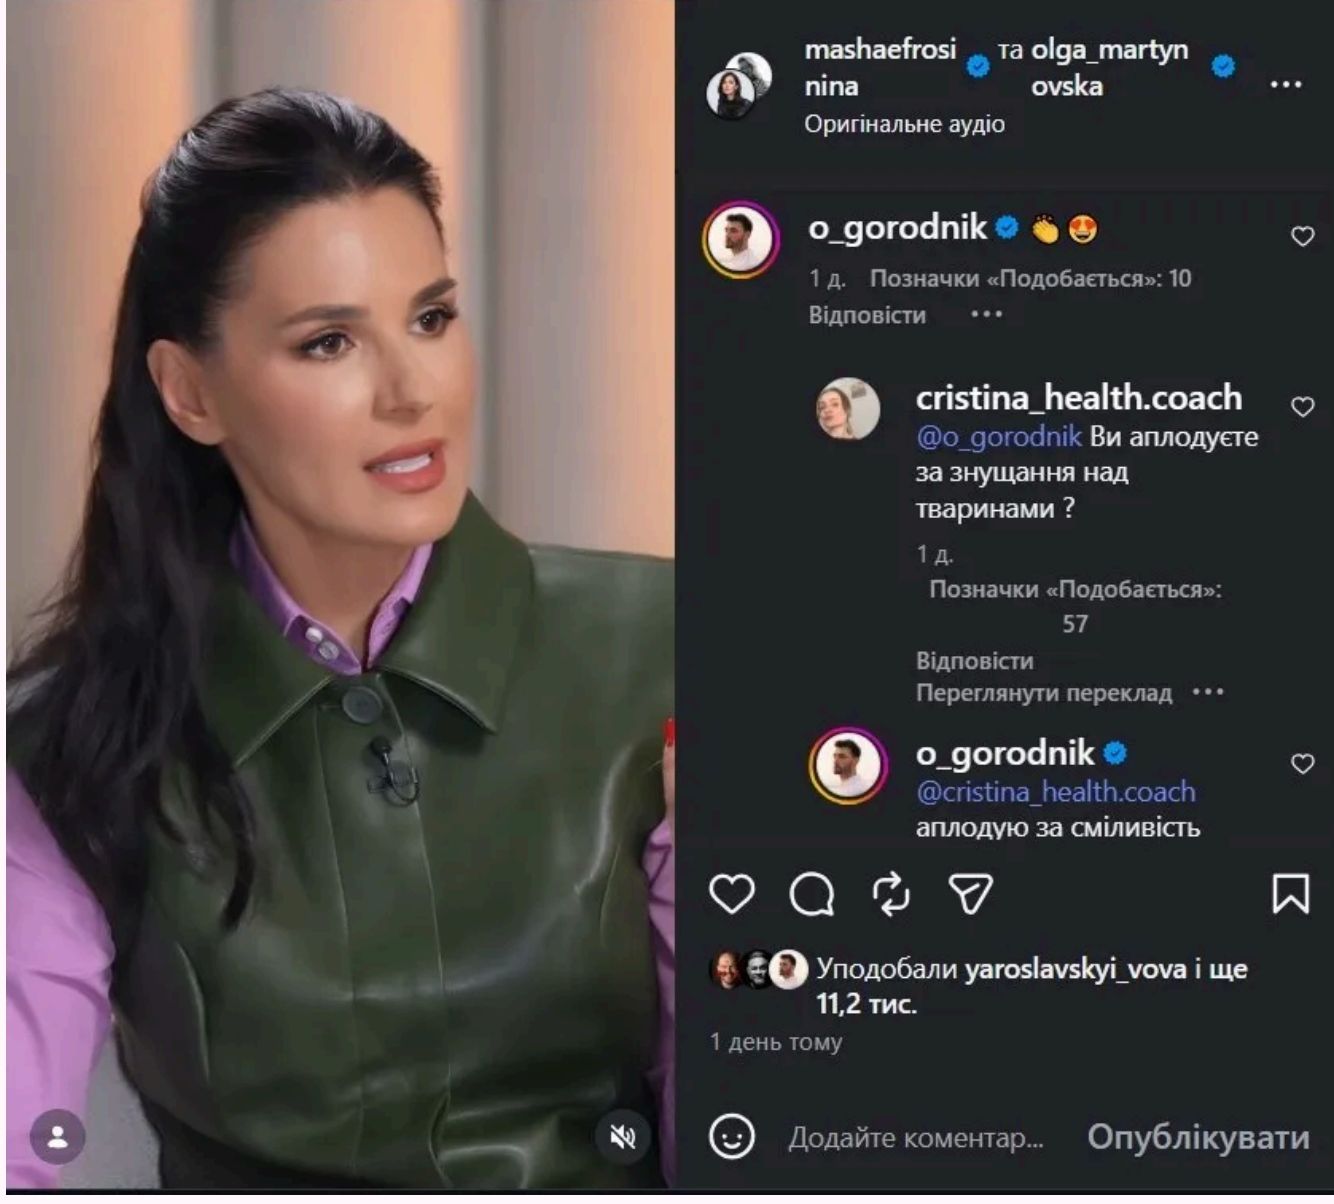 mashaefrosi та olga_martyn
nina ovska
Оригінальне аудіо
o_gorodnik 👏😍
1 д. Позначки «Подобається»: 10
Відповісти
cristina_health.coach
@o_gorodnik Ви аплодуєте
за знущання над
тваринами ?
1 д.
Позначки «Подобається»:
57
Відповісти
Переглянути переклад
o_gorodnik
@cristina_health.coach
аплодую за сміливість
Уподобали yaroslavskyi_vova і ще
11,2 тис.
1 день тому
Додайте коментар...
Опублікувати